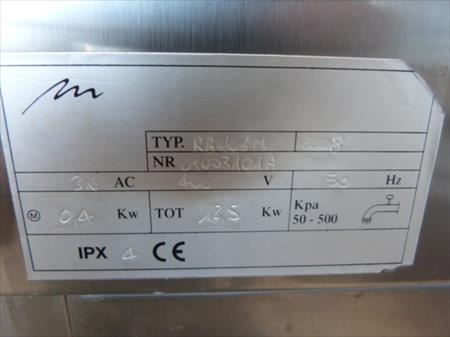 TYP. 2008
NR
AC 400 V 50 Hz
M 0,4 Kw TOT 12,5 Kw Kpa 50 - 500
IPX 4 CE